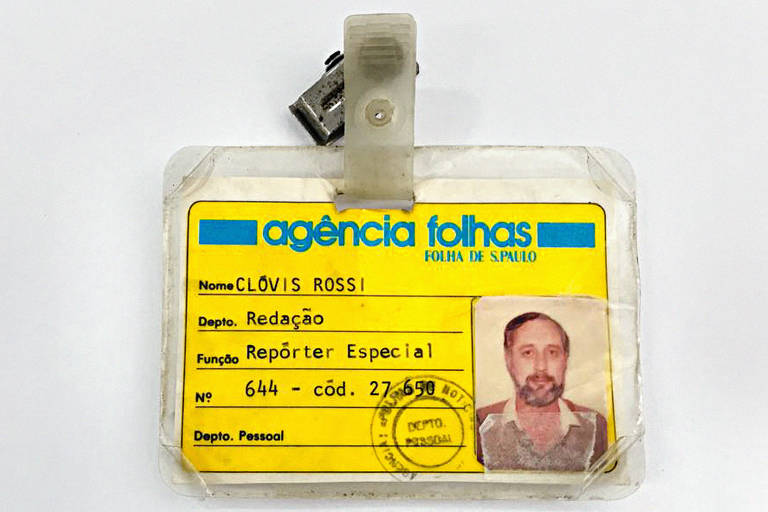 agência folhas
FOLHA DE S.PAULO
Nome CLÓVIS ROSSI
Depto. Redação
Função Repórter Especial
Nº 644 - cód. 27.650
Depto. Pessoal
DEPTO.
PESSOAL